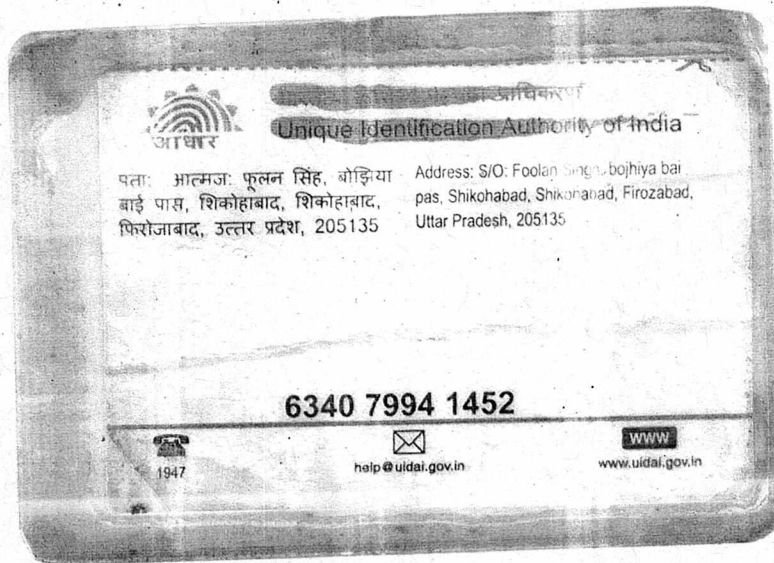 आधार
प्राधिकरण
Unique Identification Authority of India
पता: आत्मज: फूलन सिंह, बोझिया
बाई पास, शिकोहाबाद, शिकोहाबाद,
फिरोजाबाद, उत्तर प्रदेश, 205135
Address: S/O: Foolan Singh, bojhiya bai
pas, Shikohabad, Shikohabad, Firozabad,
Uttar Pradesh, 205135
6340 7994 1452
1947
help@uidai.gov.in
www
www.uidai.gov.in